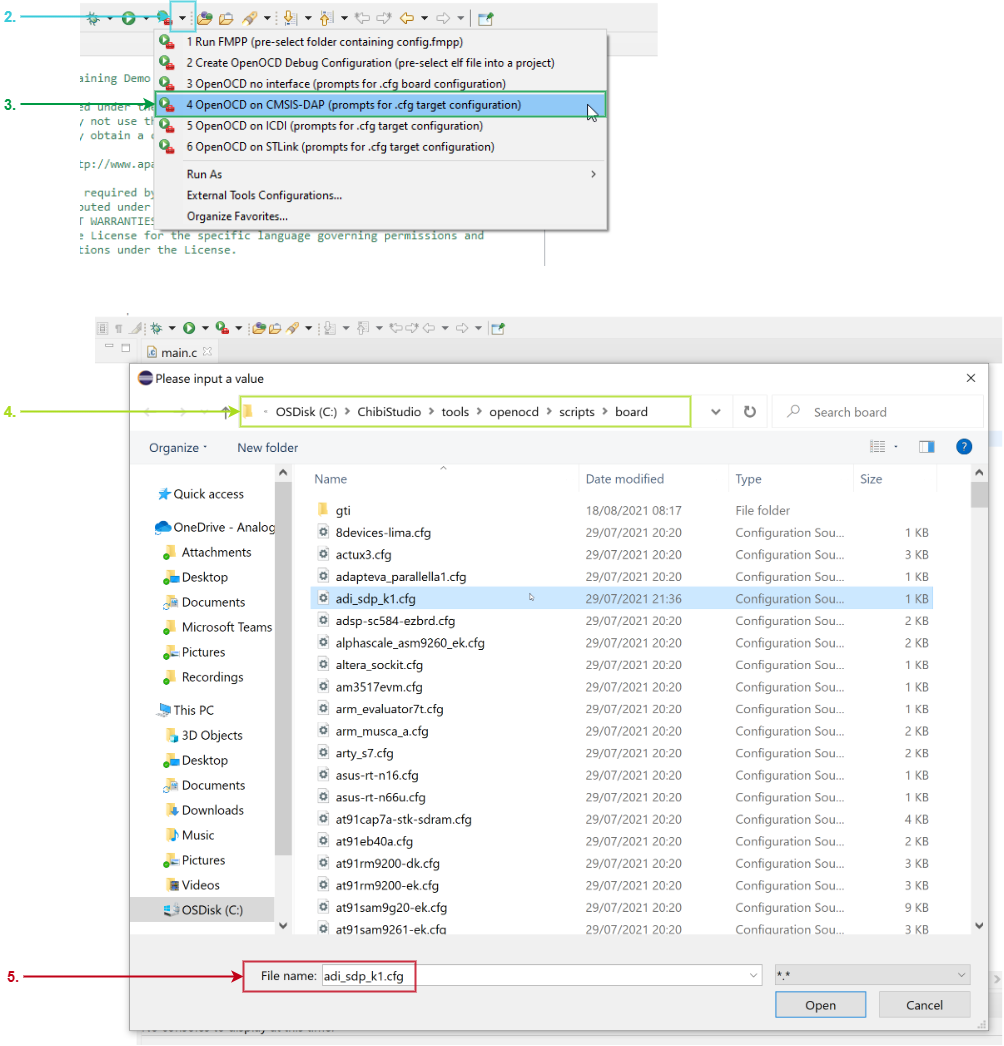 2.
1 Run FMPP (pre-select folder containing config.fmpp)
2 Create OpenOCD Debug Configuration (pre-select elf file into a project)
3 OpenOCD no interface (prompts for .cfg board configuration)
3.
4 OpenOCD on CMSIS-DAP (prompts for .cfg target configuration)
5 OpenOCD on ICDI (prompts for .cfg target configuration)
6 OpenOCD on STLink (prompts for .cfg target configuration)
Run As
External Tools Configurations...
Organize Favorites...
aining Demo
ed under the
y not use th
y obtain a c
tp://www.apa
required by
outed under
T WARRANTIES
e License for the specific language governing permissions and
tions under the License.
main.c
Please input a value
4.
OSDisk (C:) > ChibiStudio > tools > openocd > scripts > board
Search board
Organize
New folder
Name Date modified Type Size
Quick access
OneDrive - Analog
Attachments
Desktop
Documents
Microsoft Teams
Pictures
Recordings
This PC
3D Objects
Desktop
Documents
Downloads
Music
Pictures
Videos
OSDisk (C:)
gti 18/08/2021 08:17 File folder
8devices-lima.cfg 29/07/2021 20:20 Configuration Sou... 1 KB
actux3.cfg 29/07/2021 20:20 Configuration Sou... 3 KB
adapteva_parallella1.cfg 29/07/2021 20:20 Configuration Sou... 1 KB
adi_sdp_k1.cfg 29/07/2021 21:36 Configuration Sou... 1 KB
adsp-sc584-ezbrd.cfg 29/07/2021 20:20 Configuration Sou... 2 KB
alphascale_asm9260_ek.cfg 29/07/2021 20:20 Configuration Sou... 2 KB
altera_sockit.cfg 29/07/2021 20:20 Configuration Sou... 1 KB
am3517evm.cfg 29/07/2021 20:20 Configuration Sou... 1 KB
arm_evaluator7t.cfg 29/07/2021 20:20 Configuration Sou... 1 KB
arm_musca_a.cfg 29/07/2021 20:20 Configuration Sou... 2 KB
arty_s7.cfg 29/07/2021 20:20 Configuration Sou... 2 KB
asus-rt-n16.cfg 29/07/2021 20:20 Configuration Sou... 1 KB
asus-rt-n66u.cfg 29/07/2021 20:20 Configuration Sou... 1 KB
at91cap7a-stk-sdram.cfg 29/07/2021 20:20 Configuration Sou... 4 KB
at91eb40a.cfg 29/07/2021 20:20 Configuration Sou... 2 KB
at91rm9200-dk.cfg 29/07/2021 20:20 Configuration Sou... 3 KB
at91rm9200-ek.cfg 29/07/2021 20:20 Configuration Sou... 3 KB
at91sam9g20-ek.cfg 29/07/2021 20:20 Configuration Sou... 9 KB
at91sam9261-ek.cfg 29/07/2021 20:20 Configuration Sou... 3 KB
5.
File name: adi_sdp_k1.cfg
*.*
Open
Cancel
No consoles to display at this time.